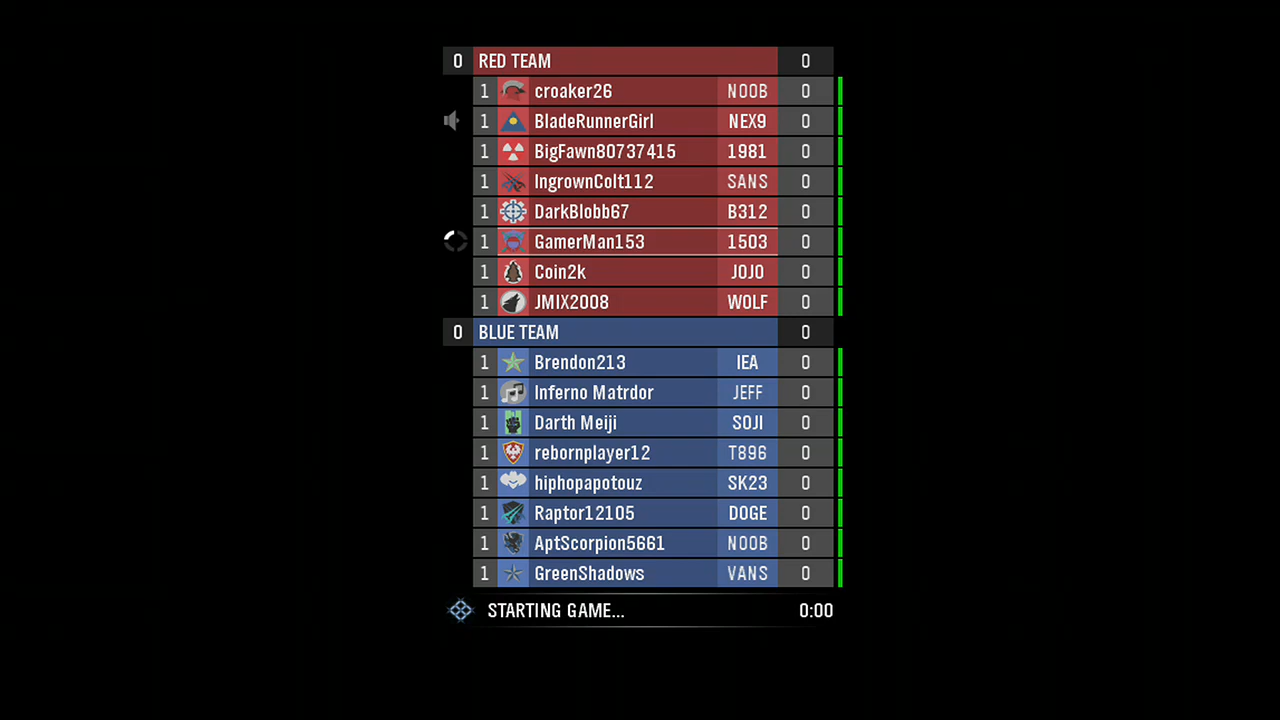 0 RED TEAM 0
1 croaker26 NOOB 0
1 BladeRunnerGirl NEX9 0
1 BigFawn80737415 1981 0
1 IngrownColt112 SANS 0
1 DarkBlobb67 B312 0
1 GamerMan153 1503 0
1 Coin2k JOJO 0
1 JMIX2008 WOLF 0
0 BLUE TEAM 0
1 Brendon213 IEA 0
1 Inferno Matrdor JEFF 0
1 Darth Meiji SOJI 0
1 rebornplayer12 T896 0
1 hiphopapotouz SK23 0
1 Raptor12105 DOGE 0
1 AptScorpion5661 NOOB 0
1 GreenShadows VANS 0
STARTING GAME... 0:00